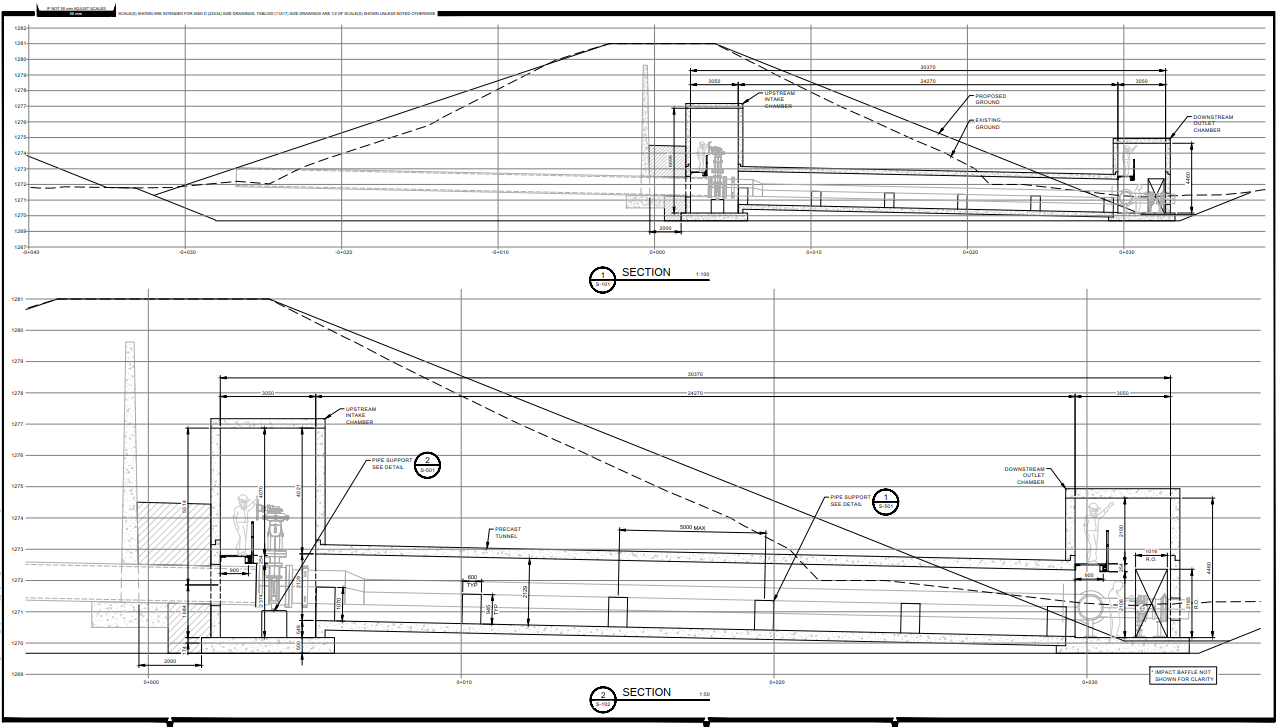 IF NOT 50 mm ADJUST SCALES
50 mm
SCALE(S) SHOWN ARE INTENDED FOR ANSI D (22X34) SIZE DRAWINGS, TABLOID (11X17) SIZE DRAWINGS ARE 1/2 OF SCALE(S) SHOWN UNLESS NOTED OTHERWISE
1282
1281
1280
1279
1278
1277
1276
1275
1274
1273
1272
1271
1270
1269
1268
1267
-0+040
-0+030
-0+020
-0+010
0+000
0+010
0+020
0+030
30370
3050
24270
3050
UPSTREAM
INTAKE
CHAMBER
PROPOSED
GROUND
EXISTING
GROUND
DOWNSTREAM
OUTLET
CHAMBER
4460
2000
1
S-101
SECTION
1:100
1281
1280
1279
1278
1277
1276
1275
1274
1273
1272
1271
1270
1269
30370
3050
24270
3050
UPSTREAM
INTAKE
CHAMBER
PIPE SUPPORT
SEE DETAIL
2
S-501
PIPE SUPPORT
SEE DETAIL
1
S-501
DOWNSTREAM
OUTLET
CHAMBER
PRECAST
TUNNEL
5000 MAX
5014
4070
4021
900
600
TYP
1070
2129
2100
1016
R.O.
900
4460
2000
* IMPACT BAFFLE NOT
SHOWN FOR CLARITY
0+000
0+010
0+020
0+030
2
S-102
SECTION
1:50